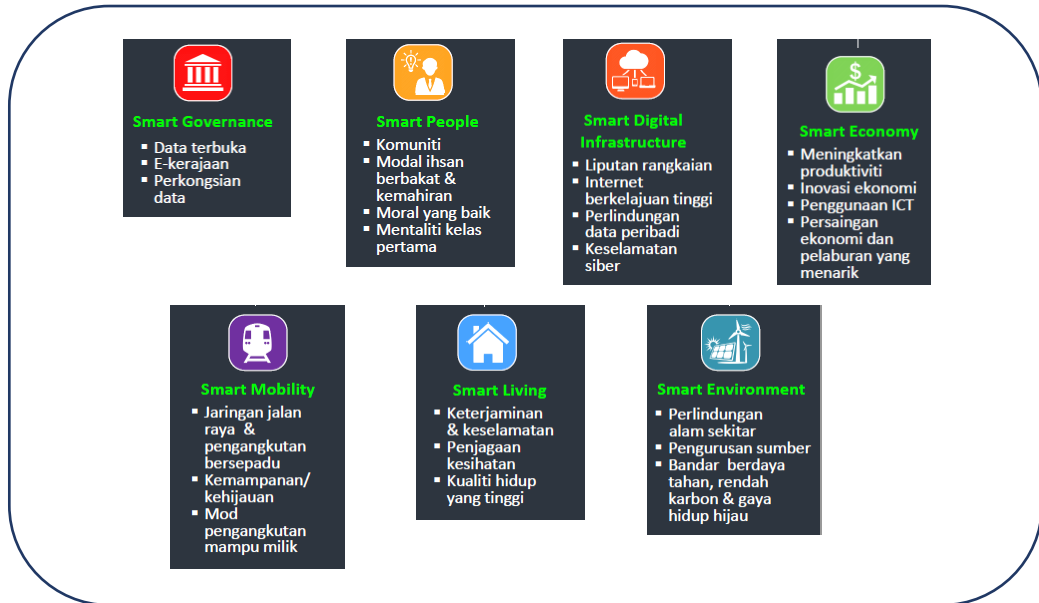 Smart Governance
▪ Data terbuka
▪ E-kerajaan
▪ Perkongsian
data
Smart People
▪ Komuniti
▪ Modal ihsan
berbakat &
kemahiran
▪ Moral yang baik
▪ Mentaliti kelas
pertama
Smart Digital
Infrastructure
▪ Liputan rangkaian
▪ Internet
berkelajuan tinggi
▪ Perlindungan
data peribadi
▪ Keselamatan
siber
$
Smart Economy
▪ Meningkatkan
produktiviti
▪ Inovasi ekonomi
▪ Penggunaan ICT
▪ Persaingan
ekonomi dan
pelaburan yang
menarik
Smart Mobility
▪ Jaringan jalan
raya &
pengangkutan
bersepadu
▪ Kemampanan/
kehijauan
▪ Mod
pengangkutan
mampu milik
Smart Living
▪ Keterjaminan
& keselamatan
▪ Penjagaan
kesihatan
▪ Kualiti hidup
yang tinggi
Smart Environment
▪ Perlindungan
alam sekitar
▪ Pengurusan sumber
▪ Bandar berdaya
tahan, rendah
karbon & gaya
hidup hijau